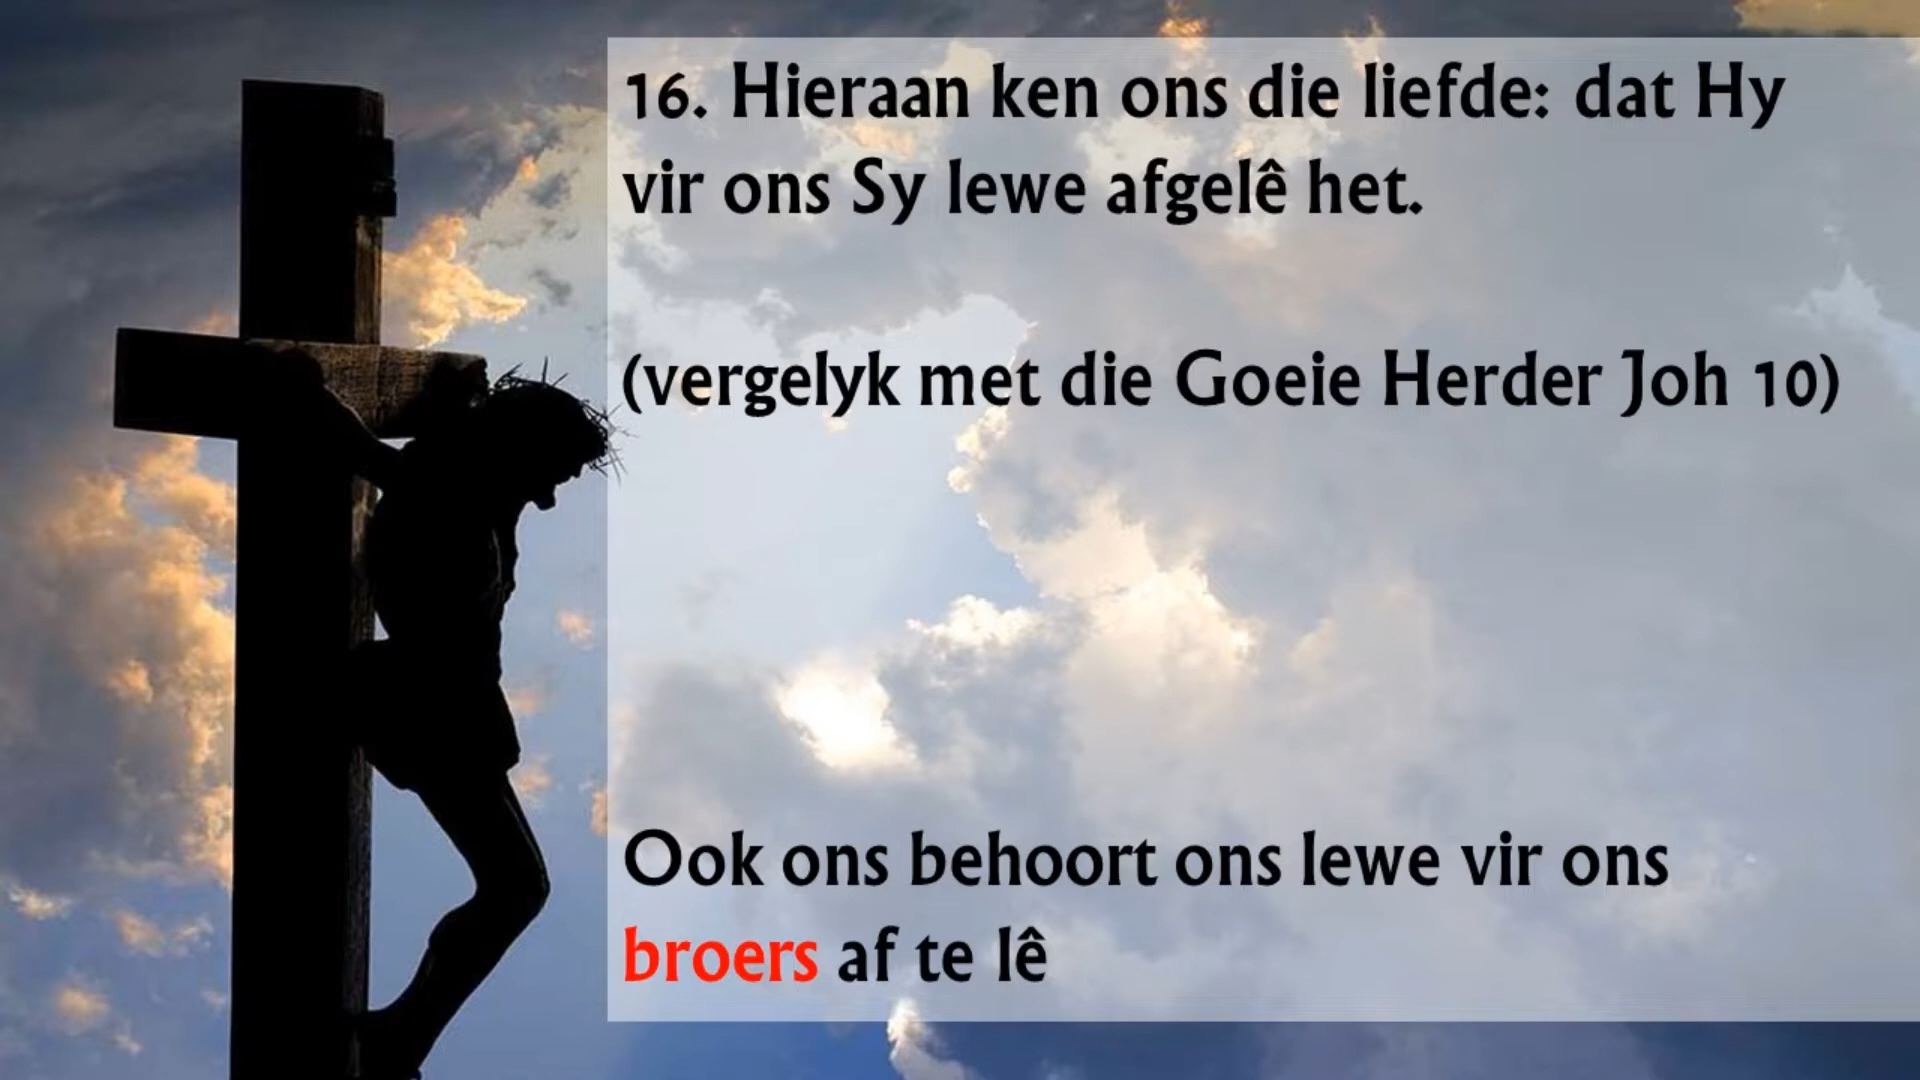 16. Hieraan ken ons die liefde: dat Hy
vir ons Sy lewe afgelê het.
(vergelyk met die Goeie Herder Joh 10)
Ook ons behoort ons lewe vir ons
broers af te lê